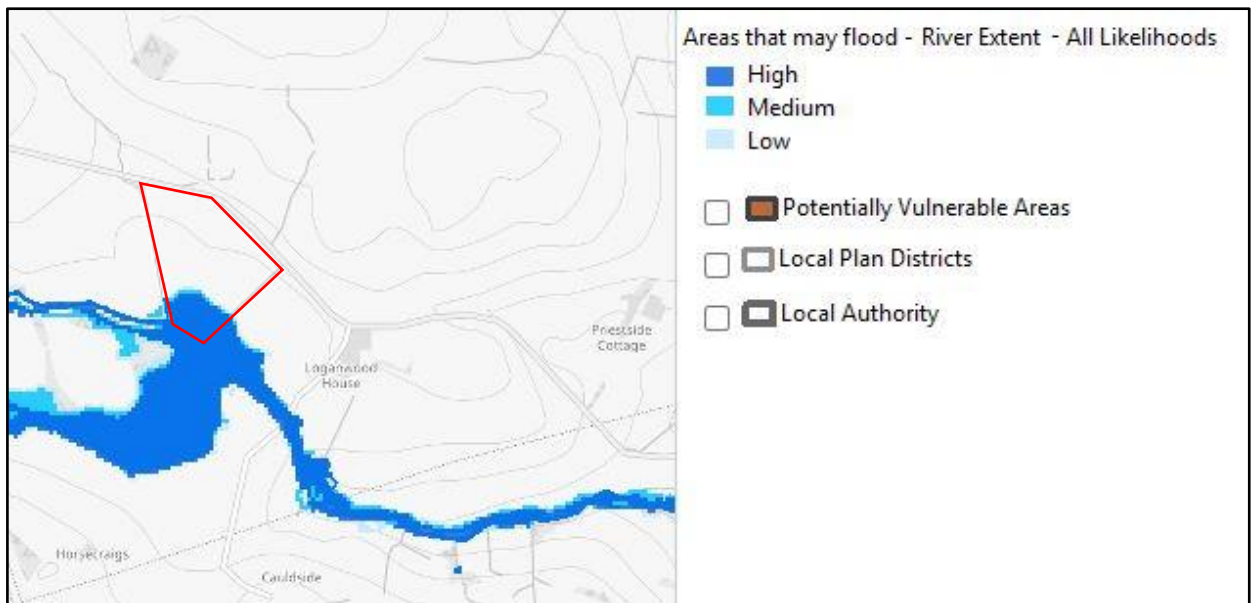 Areas that may flood - River Extent - All Likelihoods
High
Medium
Low
Potentially Vulnerable Areas
Local Plan Districts
Local Authority
Priestside
Cottage
Loganwood
House
Horsecraigs
Cauldside